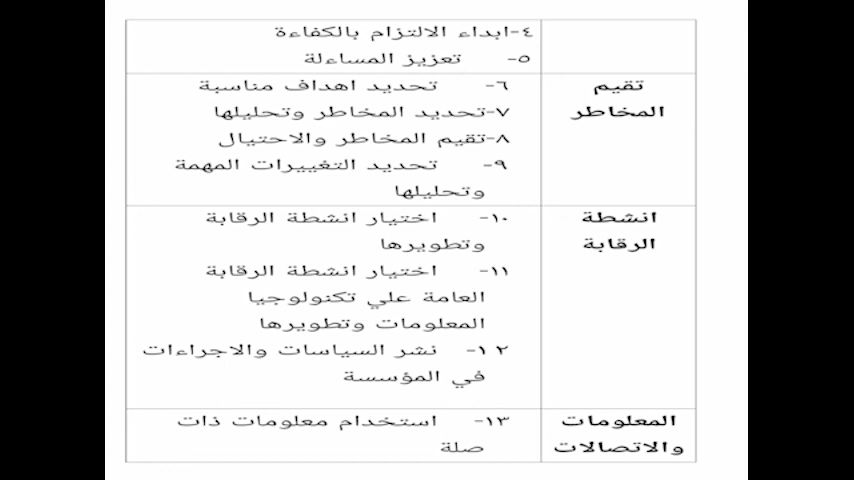 ٤-ابداء الالتزام بالكفاءة
٥- تعزيز المساءلة
تقيم
المخاطر
٦- تحديد اهداف مناسبة
٧-تحديد المخاطر وتحليلها
٨-تقيم المخاطر والاحتيال
٩- تحديد التغييرات المهمة
وتحليلها
انشطة
الرقابة
١٠- اختيار انشطة الرقابة
وتطويرها
١١- اختيار انشطة الرقابة
العامة علي تكنولوجيا
المعلومات وتطويرها
١٢- نشر السياسات والاجراءات
في المؤسسة
المعلومات
والاتصالات
١٣- استخدام معلومات ذات
صلة